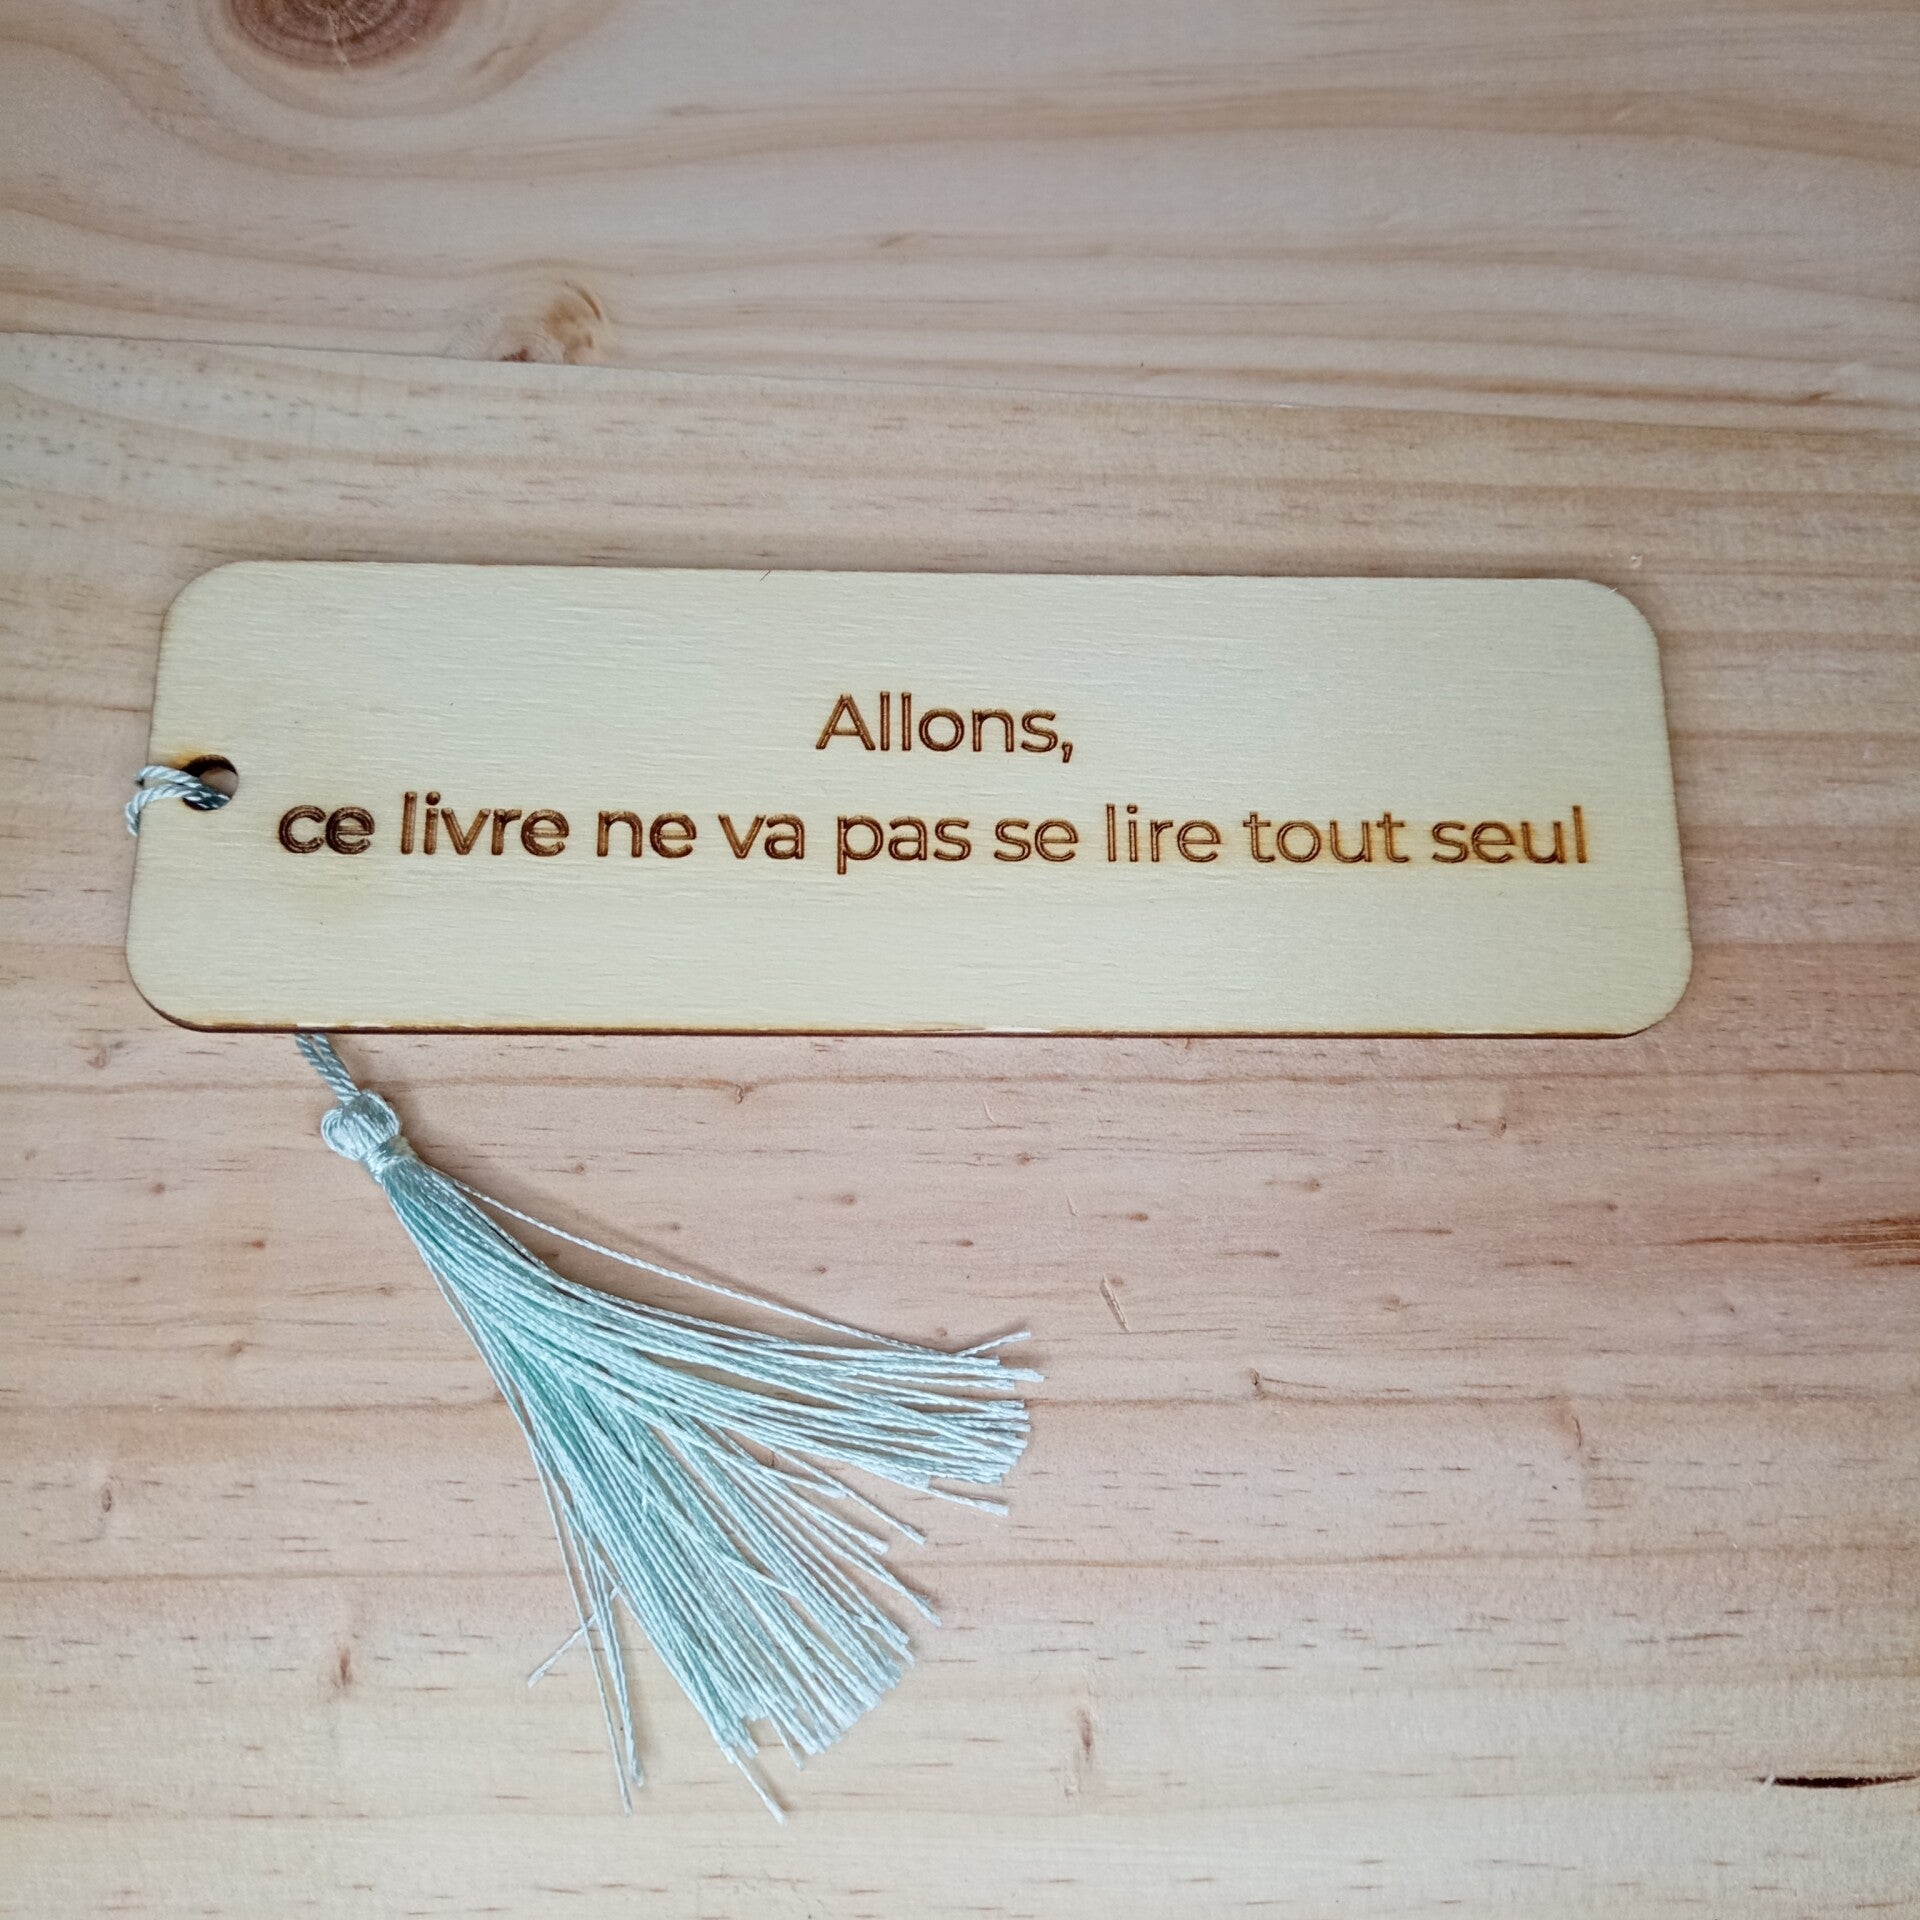 Allons,
ce livre ne va pas se lire tout seul